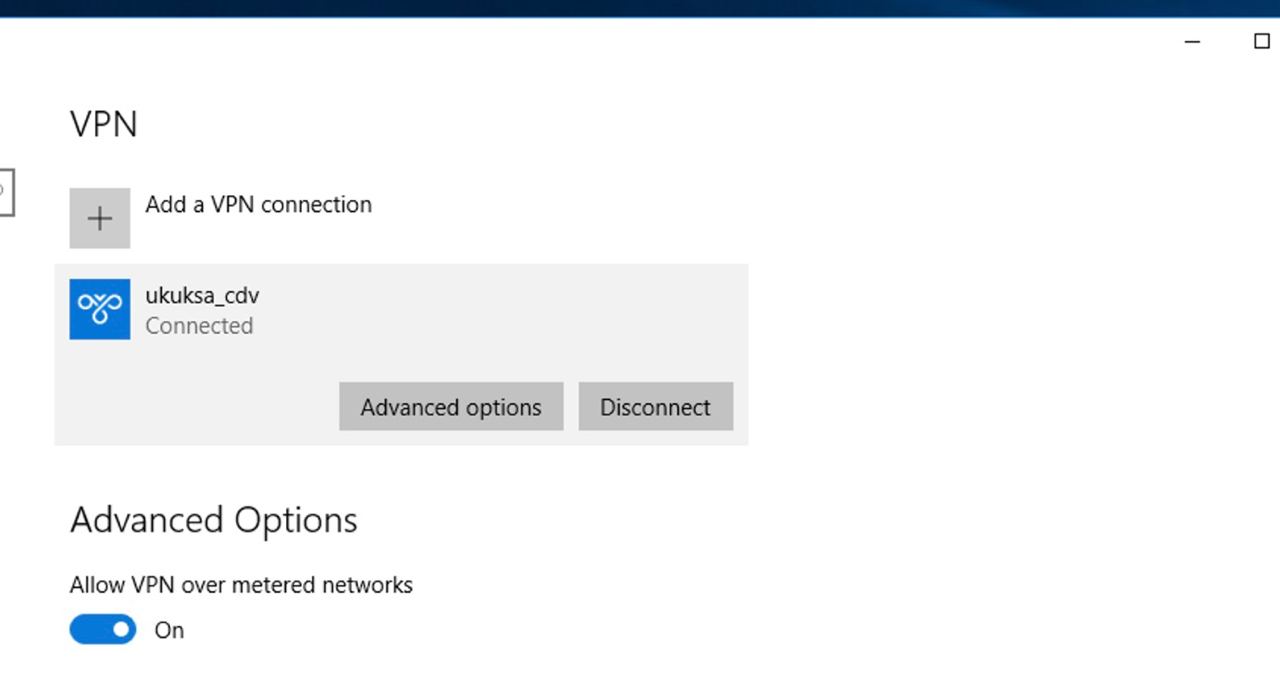 VPN
Add a VPN connection
ukuksa_cdv
Connected
Advanced options
Disconnect
Advanced Options
Allow VPN over metered networks
On